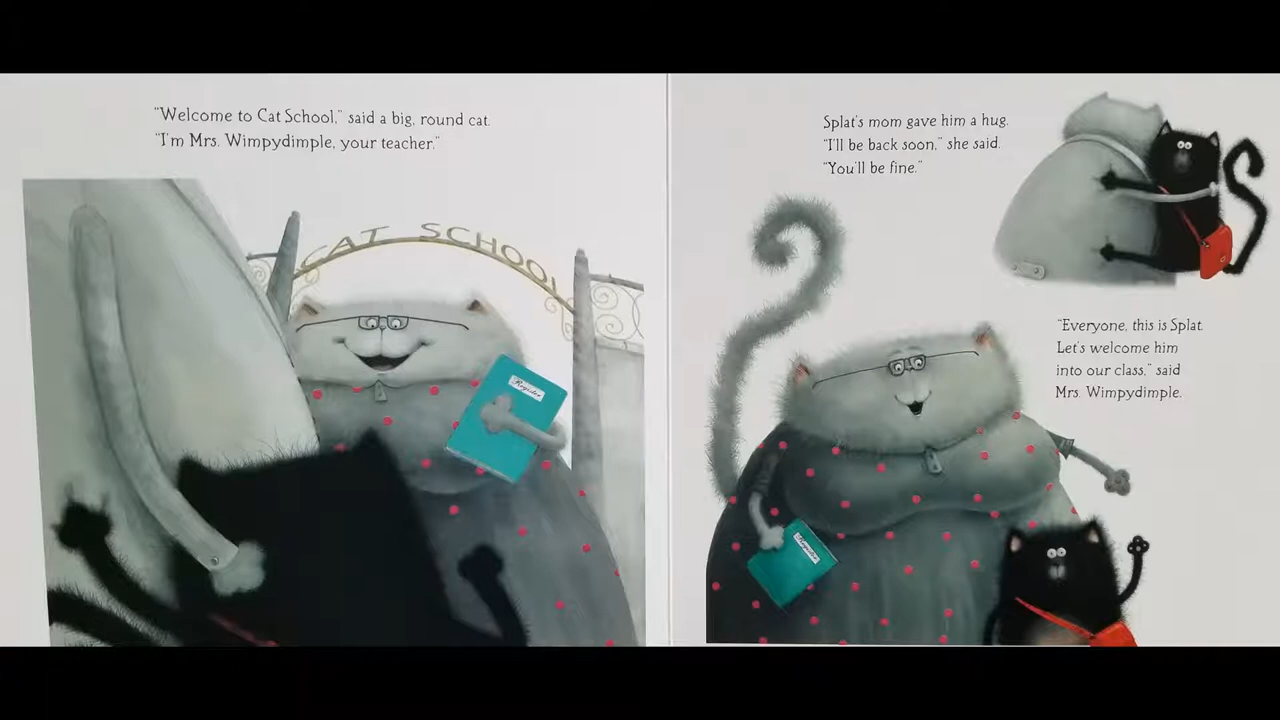 "Welcome to Cat School," said a big, round cat.
"I'm Mrs. Wimpydimple, your teacher."
CAT SCHOOL
Register
Splat's mom gave him a hug.
"I'll be back soon," she said.
"You'll be fine."
"Everyone, this is Splat.
Let's welcome him
into our class," said
Mrs. Wimpydimple.
Register